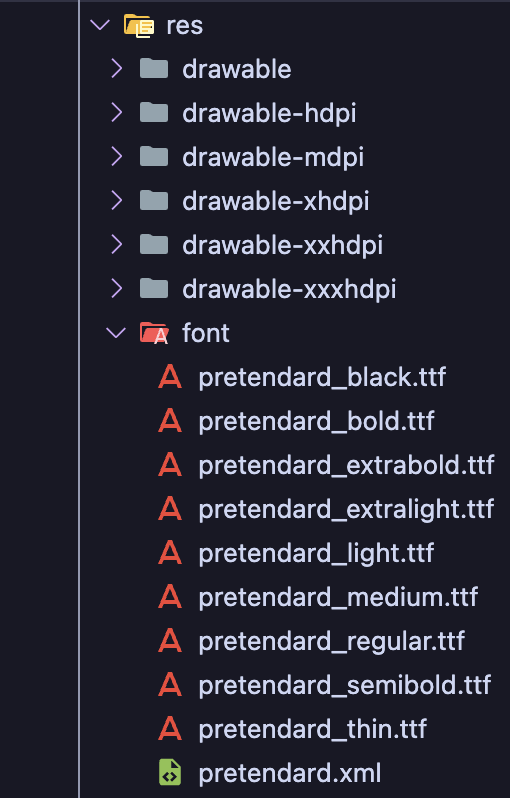 res
drawable
drawable-hdpi
drawable-mdpi
drawable-xhdpi
drawable-xxhdpi
drawable-xxxhdpi
font
pretendard_black.ttf
pretendard_bold.ttf
pretendard_extrabold.ttf
pretendard_extralight.ttf
pretendard_light.ttf
pretendard_medium.ttf
pretendard_regular.ttf
pretendard_semibold.ttf
pretendard_thin.ttf
pretendard.xml